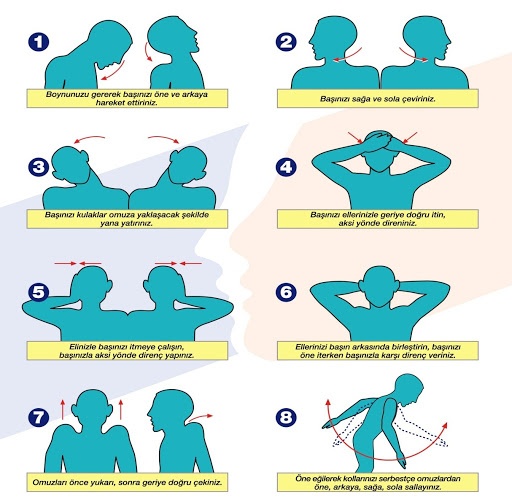 1
Boynunuzu gererek başınızı öne ve arkaya
hareket ettiriniz.
2
Başınızı sağa ve sola çeviriniz.
3
Başınızı kulaklar omuza yaklaşacak şekilde
yana yatırınız.
4
Başınızı ellerinizle geriye doğru itin,
aksi yönde direniniz.
5
Elinizle başınızı itmeye çalışın,
başınızla aksi yönde direnç yapınız.
6
Ellerinizi başın arkasında birleştirin, başınızı
öne iterken başınızla karşı direnç veriniz.
7
Omuzları önce yukarı, sonra geriye doğru çekiniz.
8
Öne eğilerek kollarınızı serbestçe omuzlardan
öne, arkaya, sağa, sola sallayınız.